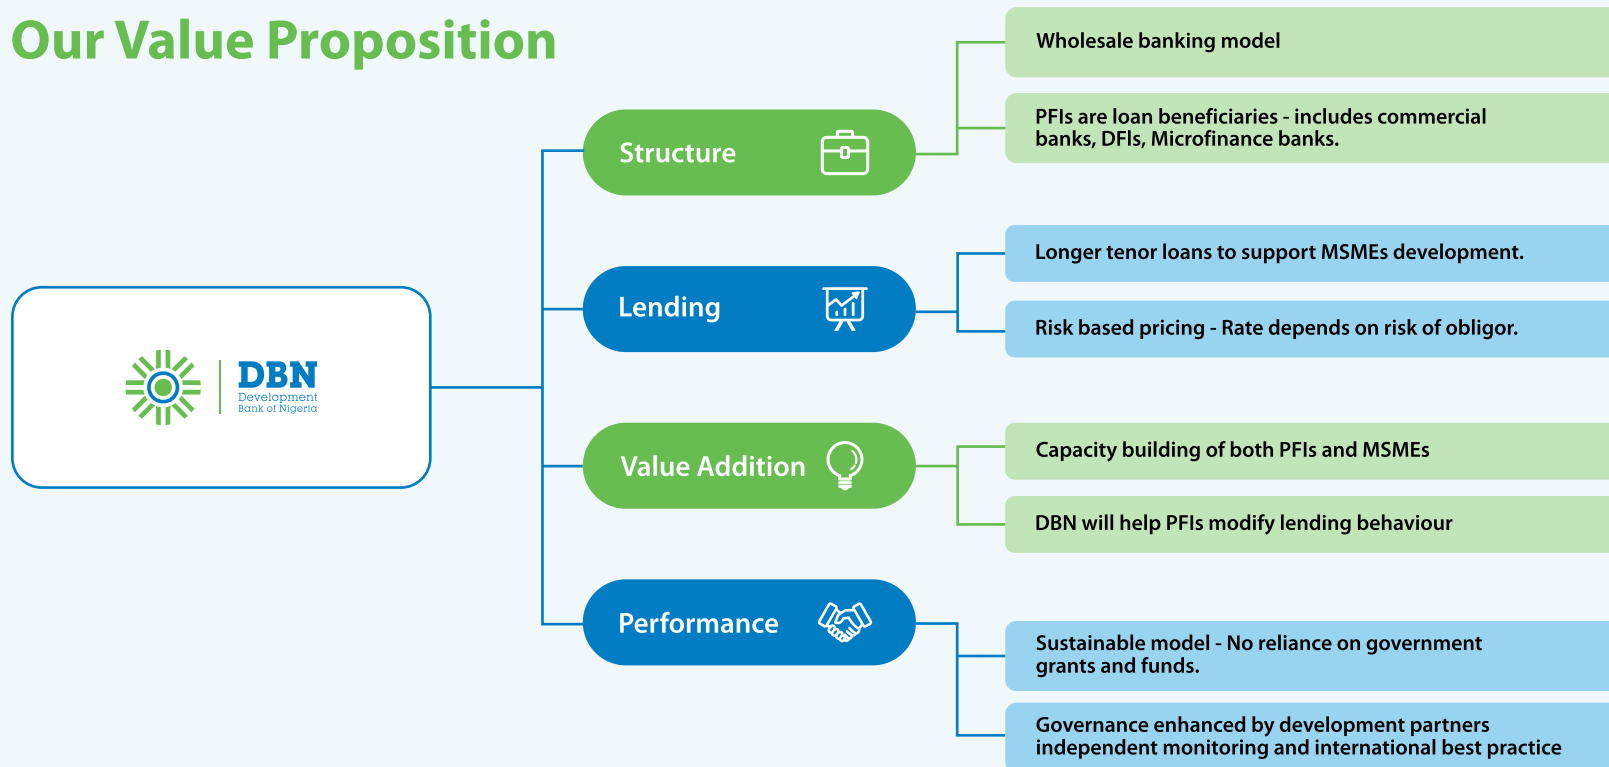 Our Value Proposition
Wholesale banking model
PFIs are loan beneficiaries - includes commercial
banks, DFIs, Microfinance banks.
Structure
Longer tenor loans to support MSMEs development.
Risk based pricing - Rate depends on risk of obligor.
Lending
DBN
Development
Bank of Nigeria
Capacity building of both PFIs and MSMEs
DBN will help PFIs modify lending behaviour
Value Addition
Performance
Sustainable model - No reliance on government
grants and funds.
Governance enhanced by development partners
independent monitoring and international best practice